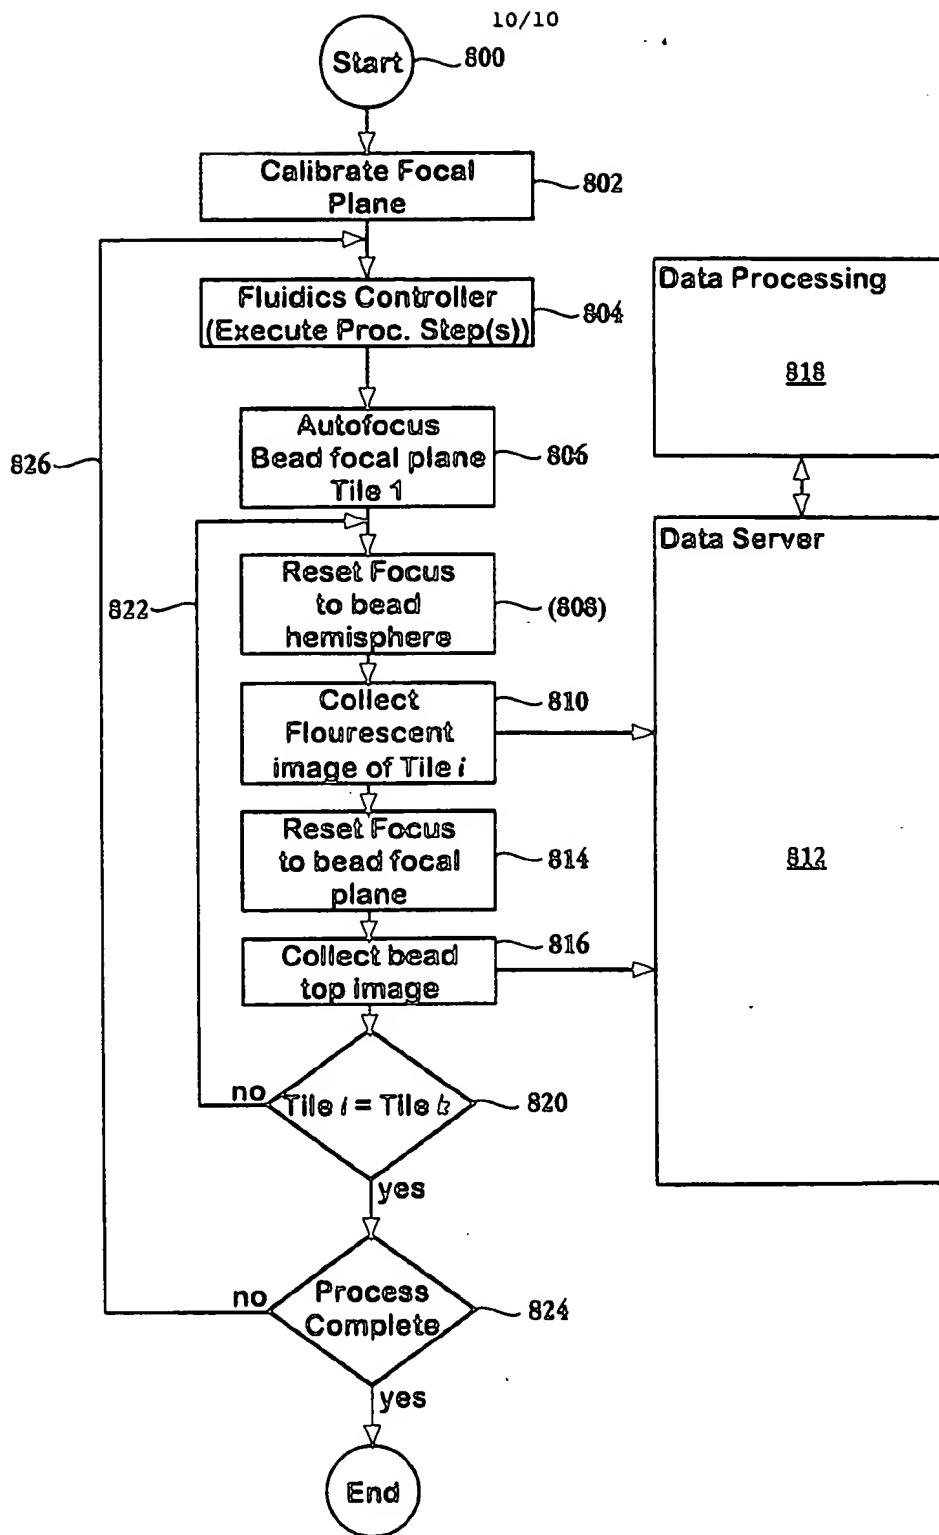 10/10
Start
800
Calibrate Focal
Plane
802
Fluidics Controller
(Execute Proc. Step(s))
804
Autofocus
Bead focal plane
Tile 1
806
826
Reset Focus
to bead
hemisphere
(808)
822
Collect
Flourescent
image of Tile i
810
Reset Focus
to bead focal
plane
814
Collect bead
top image
816
no
Tile i = Tile k
820
yes
no
Process
Complete
824
yes
End
Data Processing
818
Data Server
812